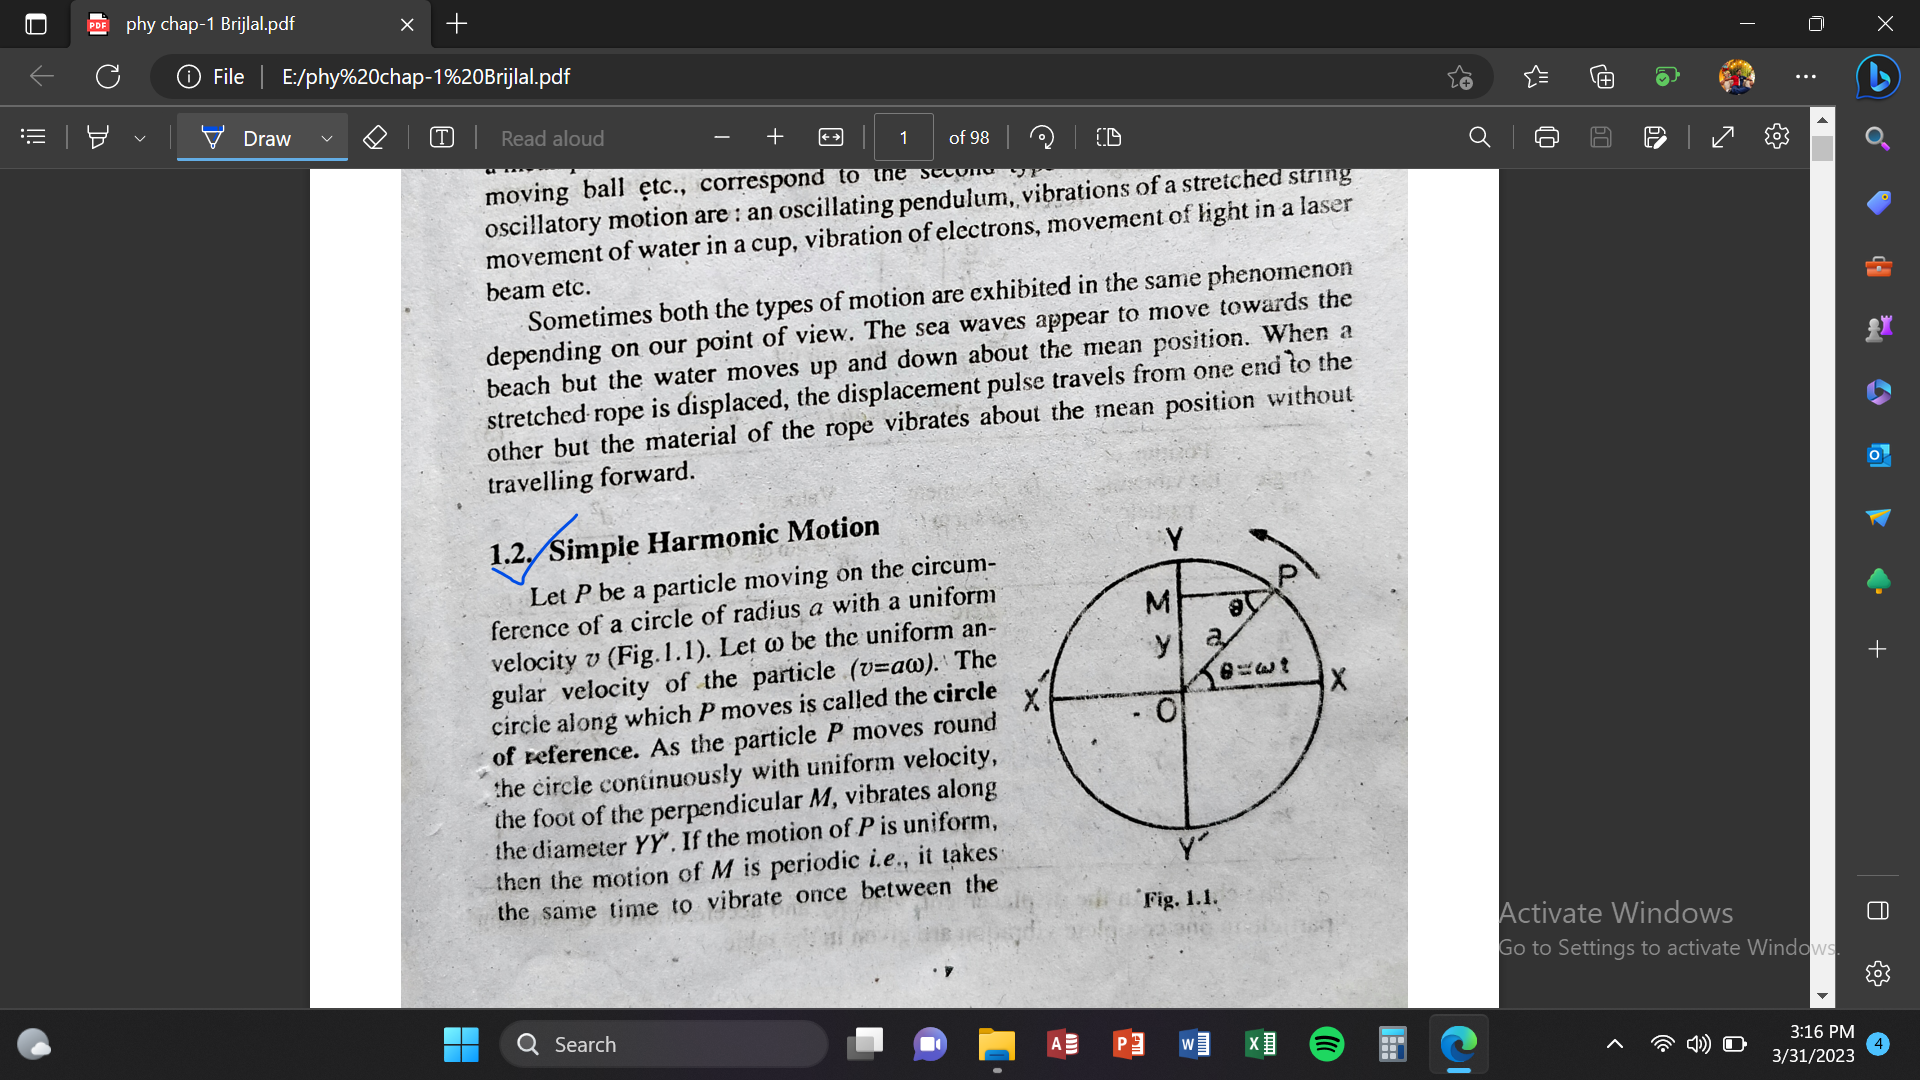 phy chap-1 Brijlal.pdf
File E:/phy%20chap-1%20Brijlal.pdf
Draw Read aloud 1 of 98
moving ball etc., correspond to the second
oscillatory motion are : an oscillating pendulum, vibrations of a stretched string
movement of water in a cup, vibration of electrons, movement of light in a laser
beam etc.
Sometimes both the types of motion are exhibited in the same phenomenon
depending on our point of view. The sea waves appear to move towards the
beach but the water moves up and down about the mean position. When a
stretched rope is displaced, the displacement pulse travels from one end to the
other but the material of the rope vibrates about the mean position without
travelling forward.
1.2. Simple Harmonic Motion
Let P be a particle moving on the circum-
ference of a circle of radius a with a uniform
velocity v (Fig.1.1). Let ω be the uniform an-
gular velocity of the particle (v=aω). The
circle along which P moves is called the circle
of reference. As the particle P moves round
the circle continuously with uniform velocity,
the foot of the perpendicular M, vibrates along
the diameter YY′. If the motion of P is uniform,
then the motion of M is periodic i.e., it takes
the same time to vibrate once between the
Y
P
M θ
y a
θ=ωt
X′ X
O
Y′
Fig. 1.1.
Activate Windows
Go to Settings to activate Windows.
Search
3:16 PM
3/31/2023 4